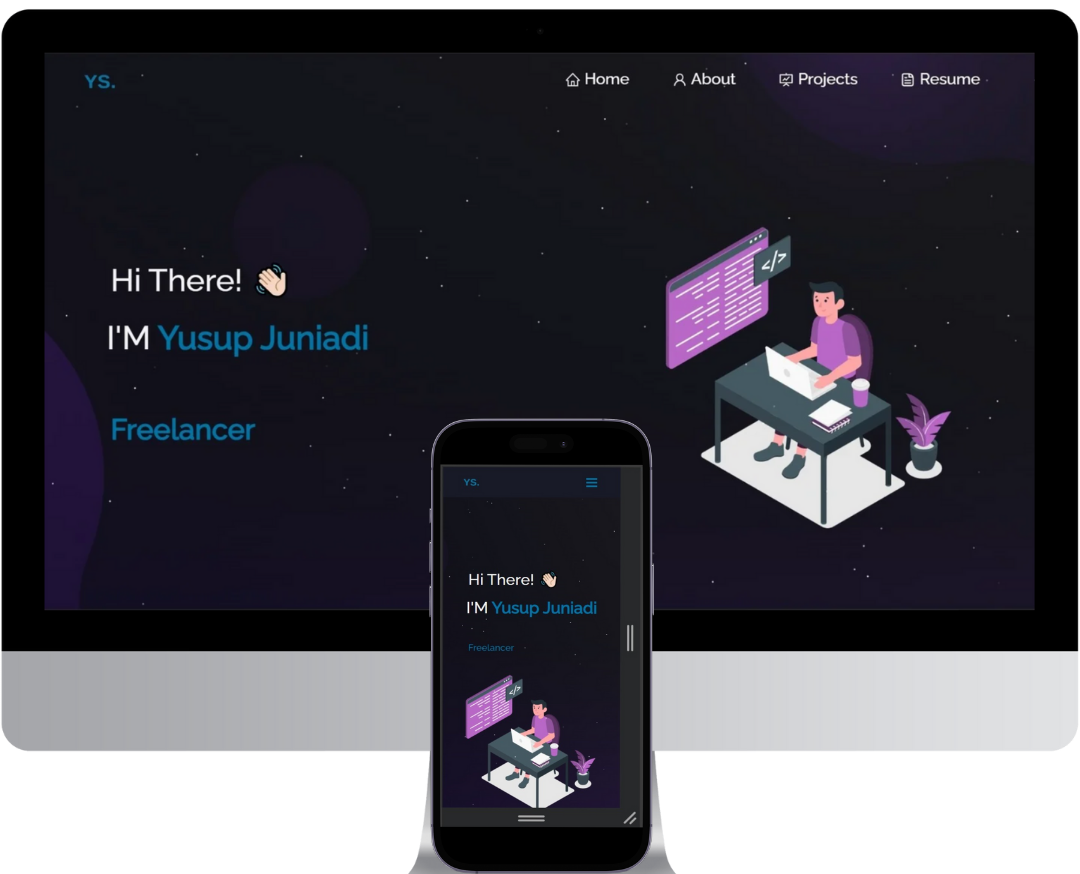 YS.
Home About Projects Resume
</>
Hi There! 👋🏻
I'M Yusup Juniadi
Freelancer
YS.
Hi There! 👋🏻
I'M Yusup Juniadi
Freelancer
</>